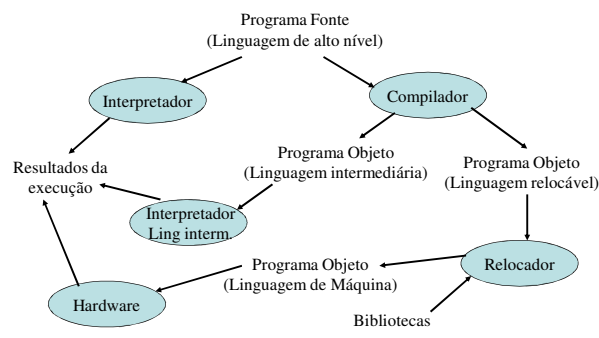 Programa Fonte
(Linguagem de alto nível)
Interpretador
Compilador
Programa Objeto
(Linguagem intermediária)
Programa Objeto
(Linguagem relocável)
Resultados da
execução
Interpretador
Ling interm.
Programa Objeto
(Linguagem de Máquina)
Relocador
Hardware
Bibliotecas